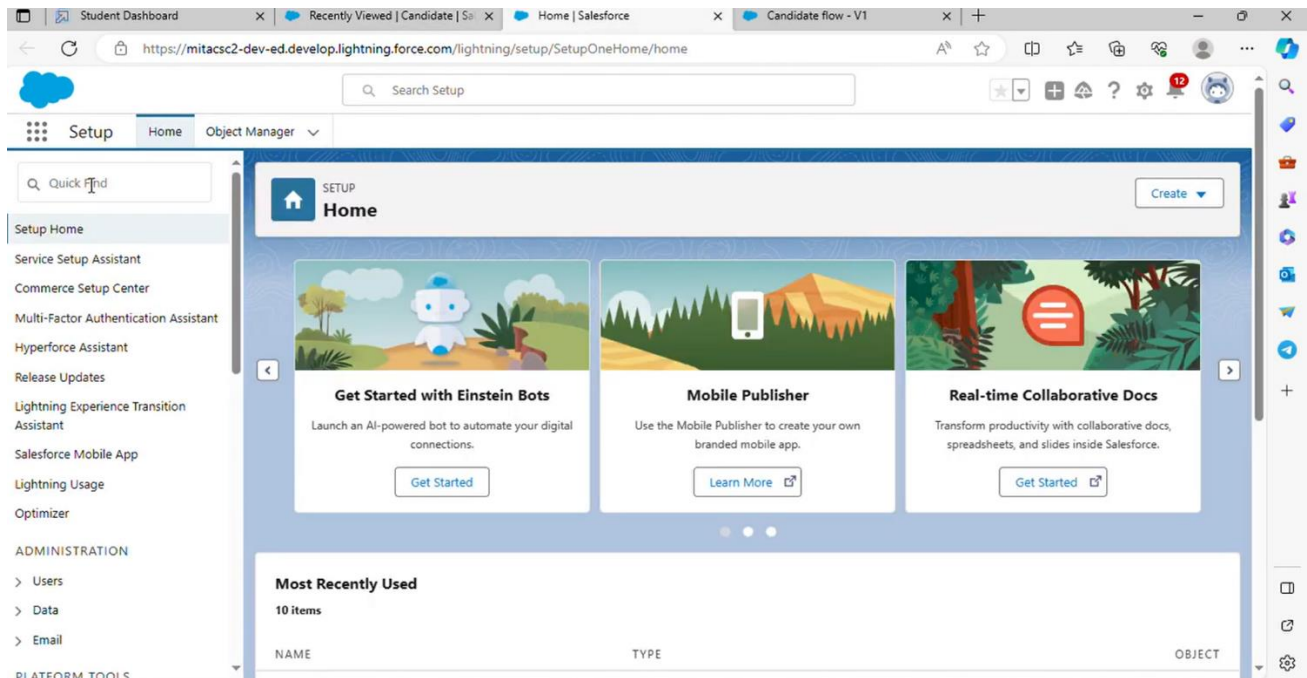 Student Dashboard
Recently Viewed | Candidate | Sa
Home | Salesforce
Candidate flow - V1
https://mitacsc2-dev-ed.develop.lightning.force.com/lightning/setup/SetupOneHome/home
Search Setup
12
Setup
Home
Object Manager
Quick Find
Setup Home
Service Setup Assistant
Commerce Setup Center
Multi-Factor Authentication Assistant
Hyperforce Assistant
Release Updates
Lightning Experience Transition
Assistant
Salesforce Mobile App
Lightning Usage
Optimizer
ADMINISTRATION
Users
Data
Email
PLATFORM TOOLS
SETUP
Home
Create
Get Started with Einstein Bots
Launch an AI-powered bot to automate your digital
connections.
Get Started
Mobile Publisher
Use the Mobile Publisher to create your own
branded mobile app.
Learn More
Real-time Collaborative Docs
Transform productivity with collaborative docs,
spreadsheets, and slides inside Salesforce.
Get Started
Most Recently Used
10 items
NAME TYPE OBJECT